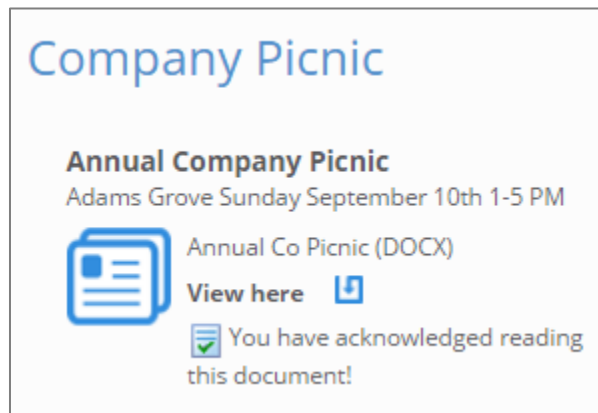 Company Picnic
Annual Company Picnic
Adams Grove Sunday September 10th 1-5 PM
Annual Co Picnic (DOCX)
View here
You have acknowledged reading
this document!